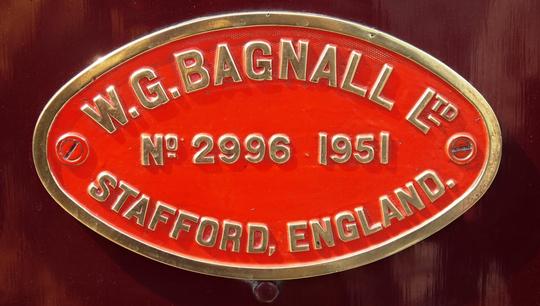 W.G.BAGNALL LTD
Nº 2996 1951
STAFFORD, ENGLAND.